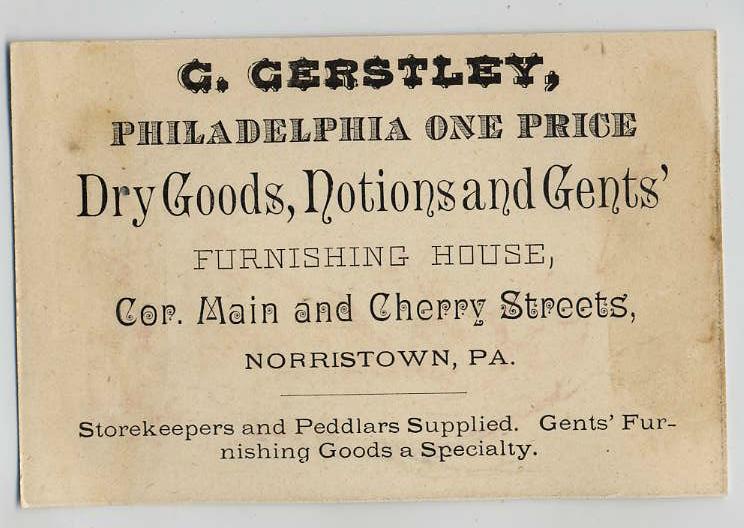 G. GERSTLEY,
PHILADELPHIA ONE PRICE
Dry Goods, Notions and Gents'
FURNISHING HOUSE,
Cor. Main and Cherry Streets,
NORRISTOWN, PA.
Storekeepers and Peddlars Supplied. Gents' Fur-
nishing Goods a Specialty.